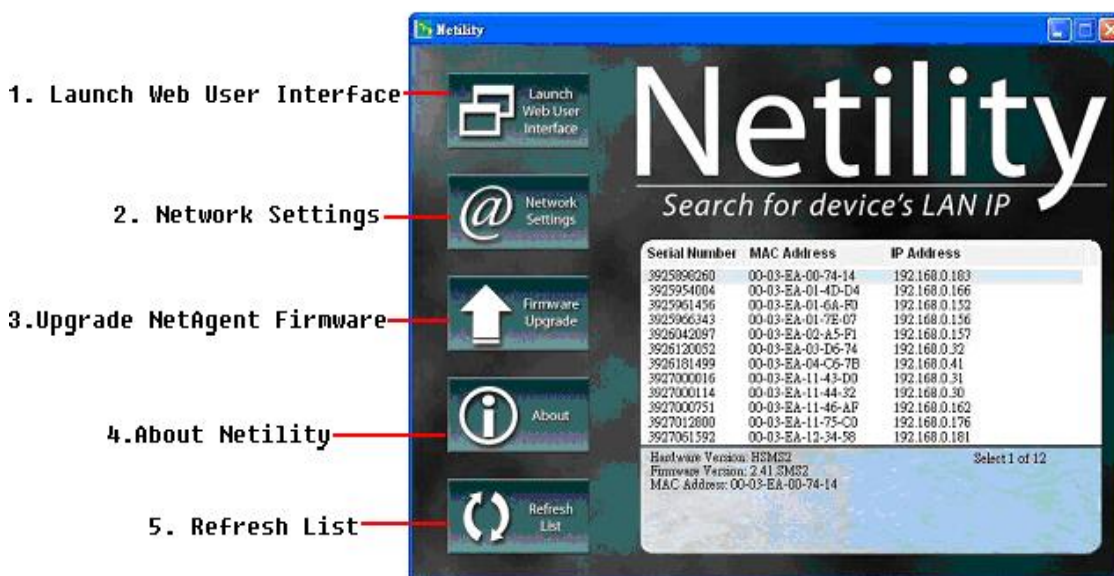 Netility
1. Launch Web User Interface
2. Network Settings
3.Upgrade NetAgent Firmware
4.About Netility
5. Refresh List
Launch
Web User
Interface
Network
Settings
Firmware
Upgrade
About
Refresh
List
Netility
Search for device's LAN IP
Serial Number MAC Address IP Address
3925898260 00-03-EA-00-74-14 192.168.0.183
3925954004 00-03-EA-01-4D-D4 192.168.0.166
3925961456 00-03-EA-01-6A-F0 192.168.0.152
3925966343 00-03-EA-01-7E-07 192.168.0.156
3926042097 00-03-EA-02-A5-F1 192.168.0.157
3926120052 00-03-EA-03-D6-74 192.168.0.32
3926181499 00-03-EA-04-C6-7B 192.168.0.41
3927000016 00-03-EA-11-43-D0 192.168.0.31
3927000114 00-03-EA-11-44-32 192.168.0.30
3927000751 00-03-EA-11-46-AF 192.168.0.162
3927012800 00-03-EA-11-75-C0 192.168.0.176
3927061592 00-03-EA-12-34-58 192.168.0.181
Hardware Version: HSMS2 Select 1 of 12
Firmware Version: 2.41.SMS2
MAC Address: 00-03-EA-00-74-14